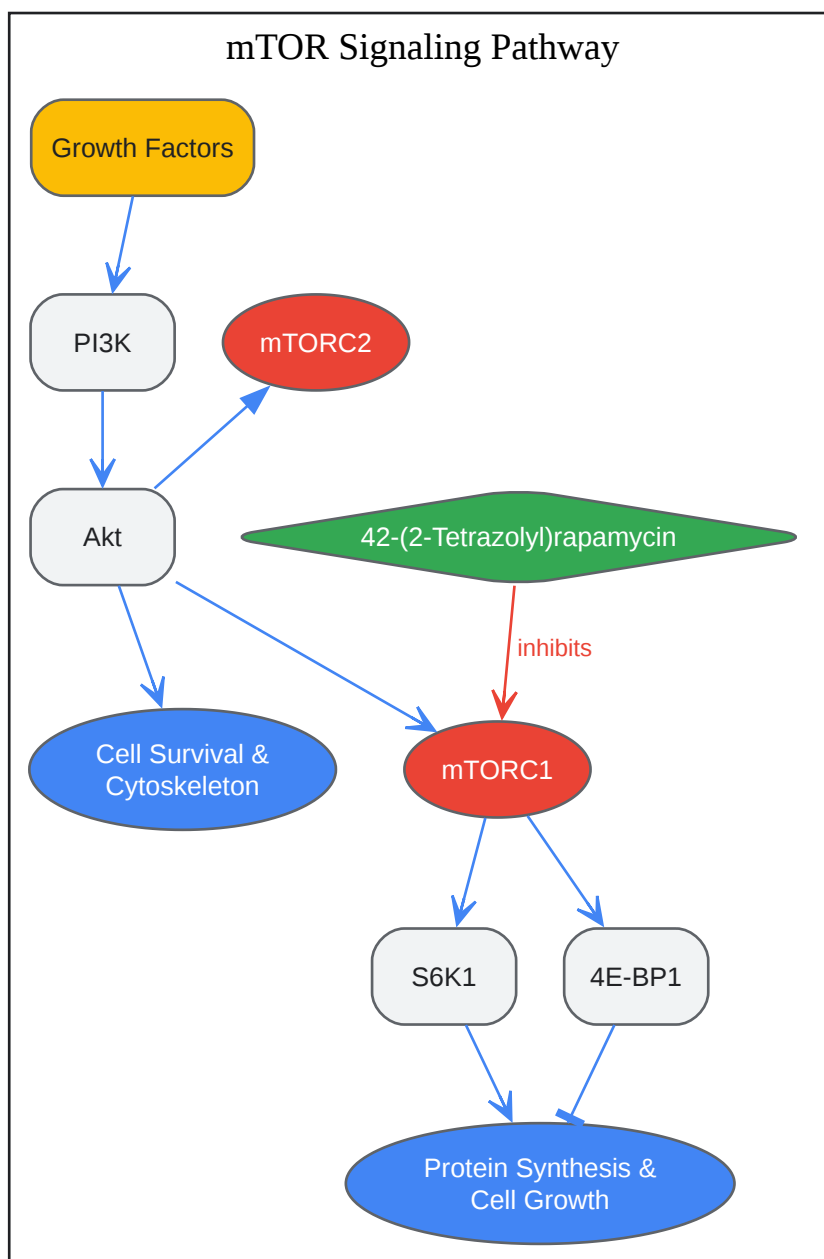 mTOR Signaling Pathway
Growth Factors
PI3K
mTORC2
Akt
42-(2-Tetrazolyl)rapamycin
inhibits
Cell Survival &
Cytoskeleton
mTORC1
S6K1
4E-BP1
Protein Synthesis &
Cell Growth